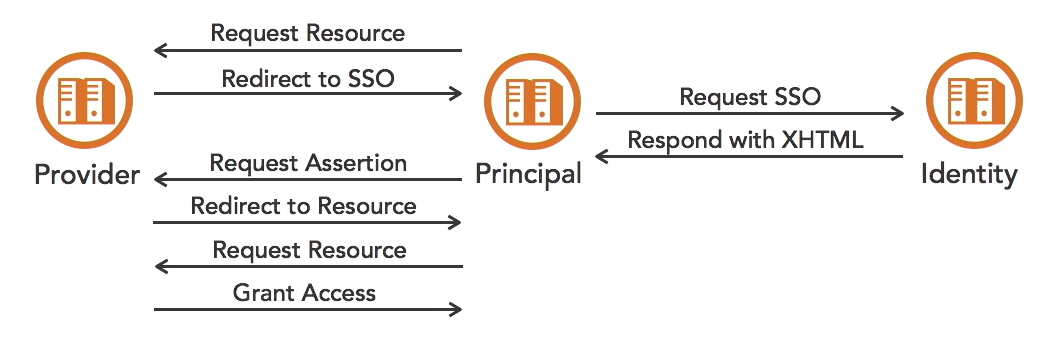 Request Resource
Redirect to SSO
Request SSO
Respond with XHTML
Provider
Request Assertion
Principal
Identity
Redirect to Resource
Request Resource
Grant Access